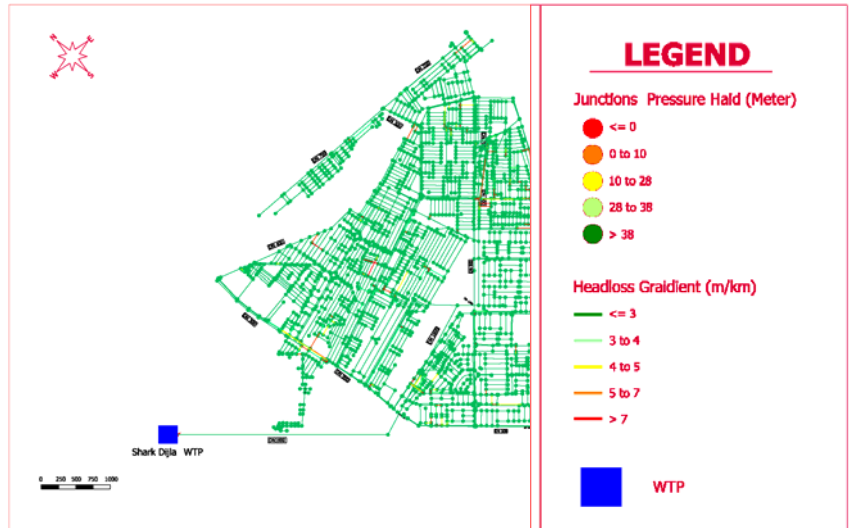 N
E
W
S
Shark Dijla WTP
0 250 500 750 1000
LEGEND
Junctions Pressure Haid (Meter)
<= 0
0 to 10
10 to 28
28 to 38
> 38
Headloss Graidient (m/km)
<= 3
3 to 4
4 to 5
5 to 7
> 7
WTP